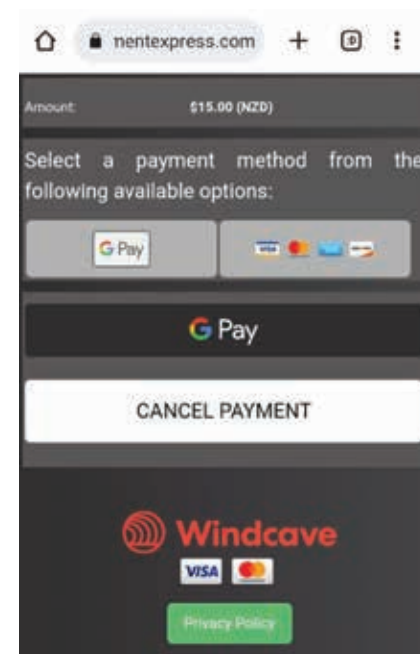 nentexpress.com
:D
Amount: $15.00 (NZD)
Select a payment method from the
following available options:
G Pay VISA
G Pay
CANCEL PAYMENT
Windcave
VISA
Privacy Policy